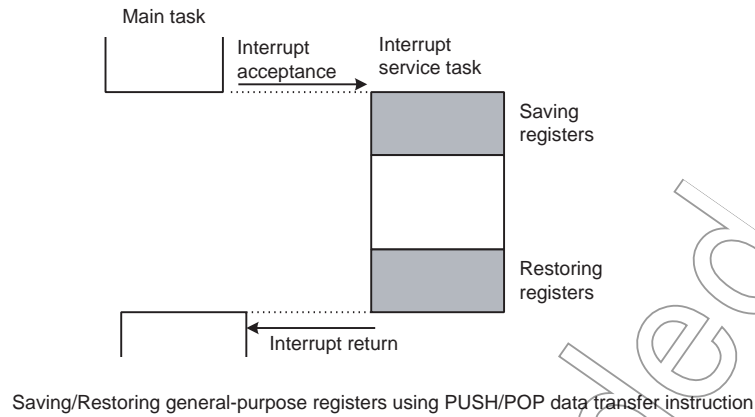 Main task
Interrupt
acceptance
Interrupt
service task
Saving
registers
Restoring
registers
Interrupt return
Saving/Restoring general-purpose registers using PUSH/POP data transfer instruction